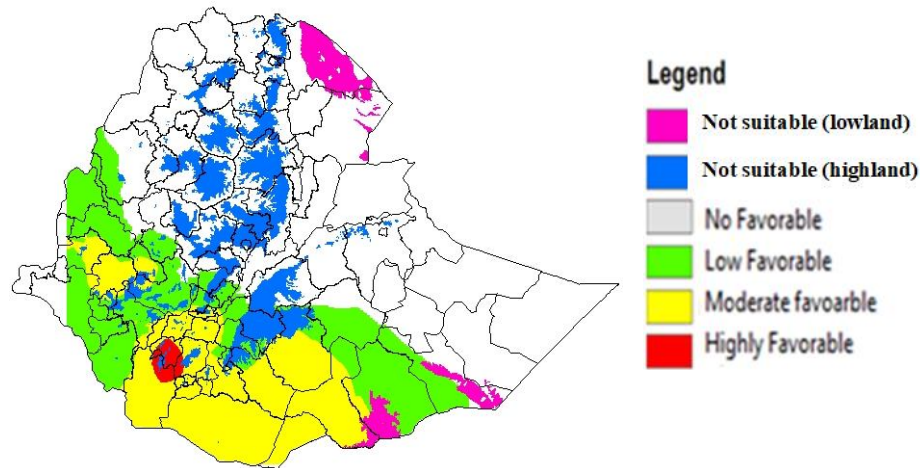 Legend
Not suitable (lowland)
Not suitable (highland)
No Favorable
Low Favorable
Moderate favoarble
Highly Favorable